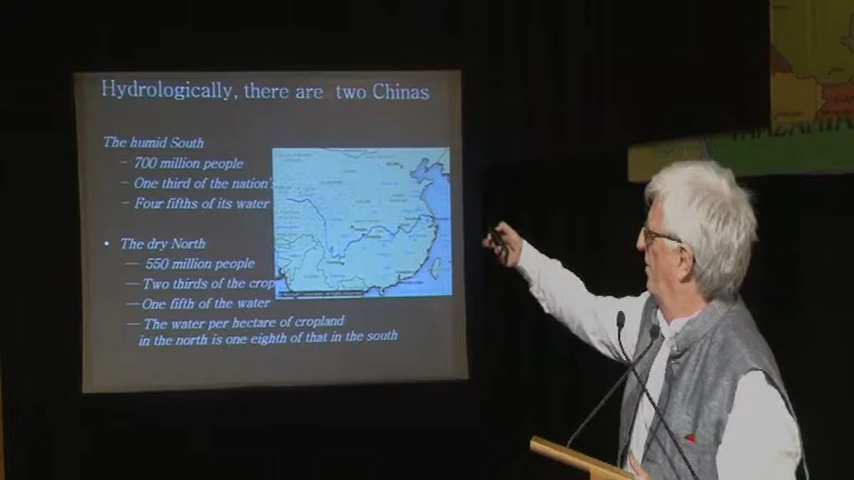 Hydrologically, there are two Chinas
The humid South
– 700 million people
– One third of the nation's
– Four fifths of its water
• The dry North
– 550 million people
– Two thirds of the crop
– One fifth of the water
– The water per hectare of cropland
in the north is one eighth of that in the south